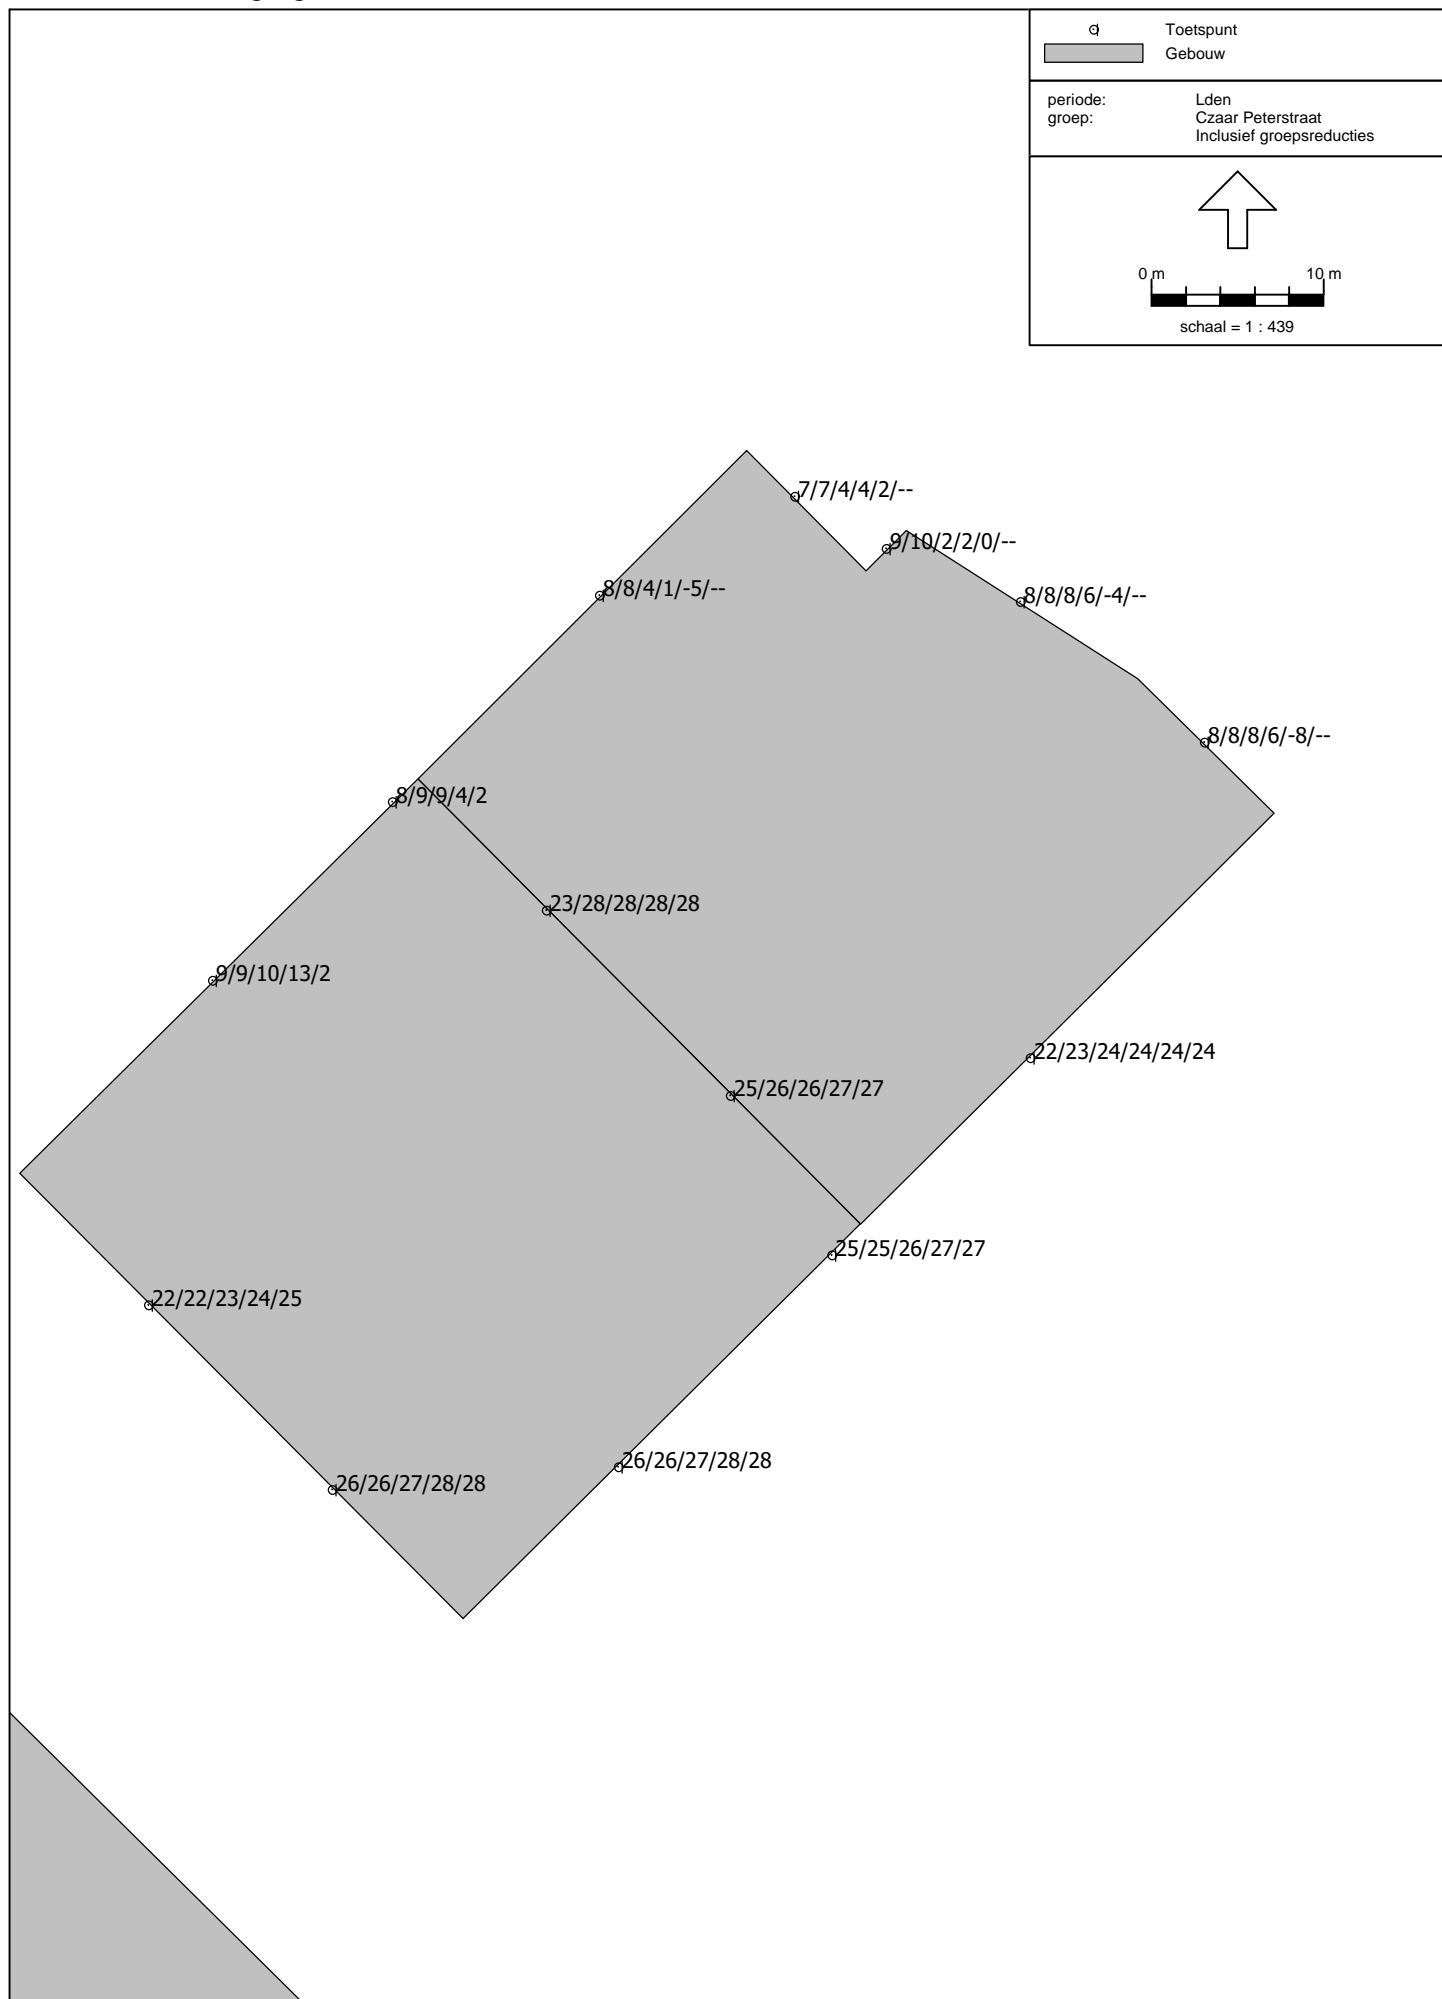 Toetspunt
Gebouw
periode: Lden
groep: Czaar Peterstraat
Inclusief groepsreducties
0 m 10 m
schaal = 1 : 439
7/7/4/4/2/--
9/10/2/2/0/--
8/8/4/1/-5/--
8/8/8/6/-4/--
8/8/8/6/-8/--
8/9/9/4/2
23/28/28/28/28
9/9/10/13/2
22/23/24/24/24/24
25/26/26/27/27
25/25/26/27/27
22/22/23/24/25
26/26/27/28/28
26/26/27/28/28